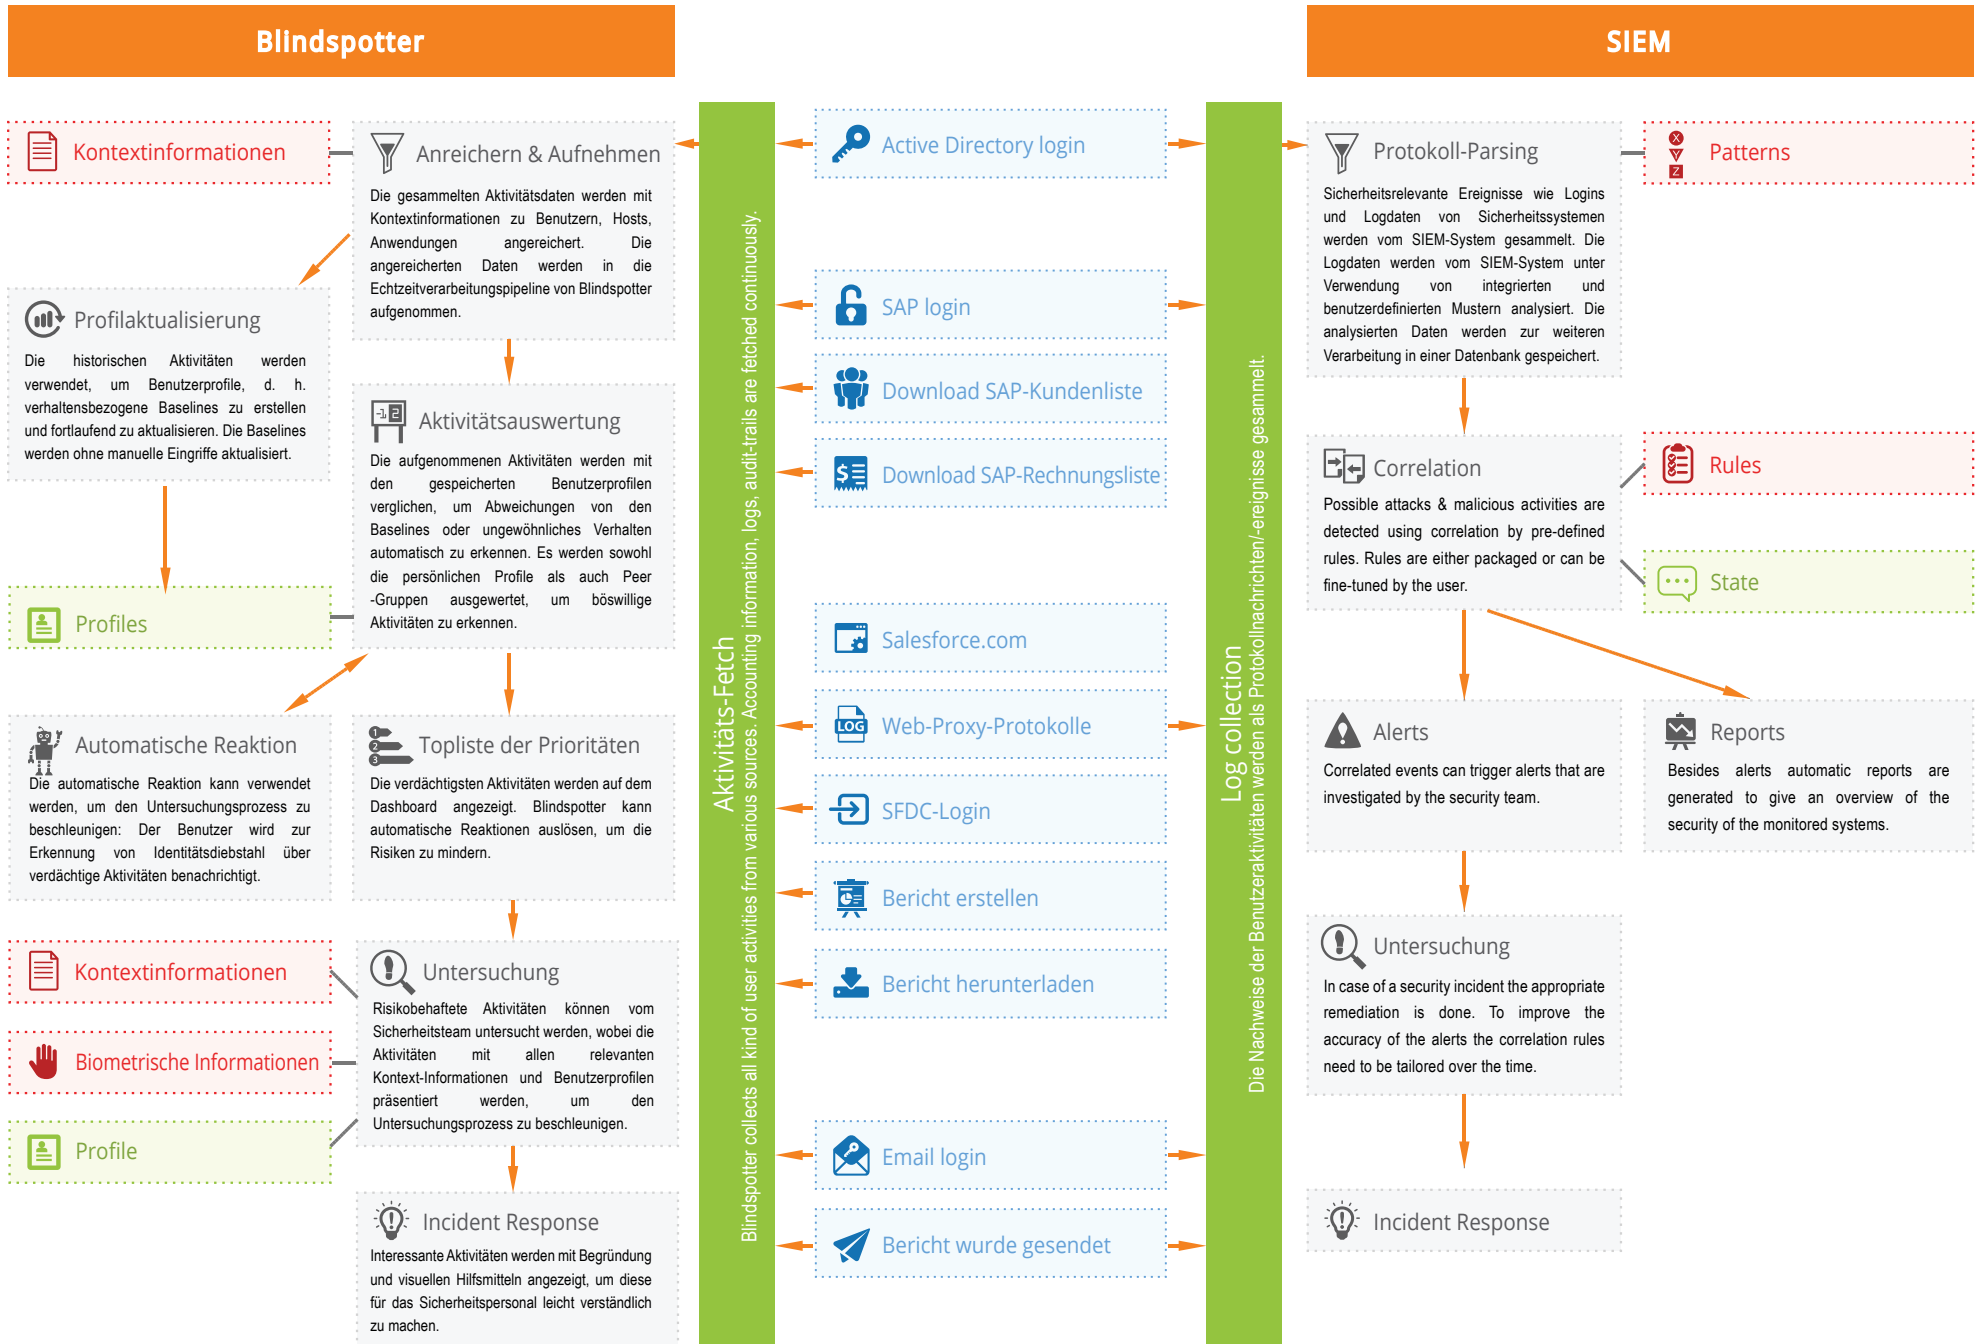 Blindspotter
Kontextinformationen
Anreichern & Aufnehmen
Die gesammelten Aktivitätsdaten werden mit
Kontextinformationen zu Benutzern, Hosts,
Anwendungen angereichert. Die
angereicherten Daten werden in die
Echtzeitverarbeitungspipeline von Blindspotter
aufgenommen.
Profilaktualisierung
Die historischen Aktivitäten werden
verwendet, um Benutzerprofile, d. h.
verhaltensbezogene Baselines zu erstellen
und fortlaufend zu aktualisieren. Die Baselines
werden ohne manuelle Eingriffe aktualisiert.
-1 2
Aktivitätsauswertung
Die aufgenommenen Aktivitäten werden mit
den gespeicherten Benutzerprofilen
verglichen, um Abweichungen von den
Baselines oder ungewöhnliches Verhalten
automatisch zu erkennen. Es werden sowohl
die persönlichen Profile als auch Peer
-Gruppen ausgewertet, um böswillige
Aktivitäten zu erkennen.
Profiles
Automatische Reaktion
Die automatische Reaktion kann verwendet
werden, um den Untersuchungsprozess zu
beschleunigen: Der Benutzer wird zur
Erkennung von Identitätsdiebstahl über
verdächtige Aktivitäten benachrichtigt.
1
2
3
Topliste der Prioritäten
Die verdächtigsten Aktivitäten werden auf dem
Dashboard angezeigt. Blindspotter kann
automatische Reaktionen auslösen, um die
Risiken zu mindern.
Kontextinformationen
Biometrische Informationen
Profile
Untersuchung
Risikobehaftete Aktivitäten können vom
Sicherheitsteam untersucht werden, wobei die
Aktivitäten mit allen relevanten
Kontext-Informationen und Benutzerprofilen
präsentiert werden, um den
Untersuchungsprozess zu beschleunigen.
Incident Response
Interessante Aktivitäten werden mit Begründung
und visuellen Hilfsmitteln angezeigt, um diese
für das Sicherheitspersonal leicht verständlich
zu machen.
Aktivitäts-Fetch
Blindspotter collects all kind of user activities from various sources. Accounting information, logs, audit-trails are fetched continuously.
Active Directory login
SAP login
Download SAP-Kundenliste
$
Download SAP-Rechnungsliste
Salesforce.com
LOG
Web-Proxy-Protokolle
SFDC-Login
Bericht erstellen
Bericht herunterladen
Email login
Bericht wurde gesendet
Log collection
Die Nachweise der Benutzeraktivitäten werden als Protokollnachrichten/-ereignisse gesammelt.
SIEM
Protokoll-Parsing
Sicherheitsrelevante Ereignisse wie Logins
und Logdaten von Sicherheitssystemen
werden vom SIEM-System gesammelt. Die
Logdaten werden vom SIEM-System unter
Verwendung von integrierten und
benutzerdefinierten Mustern analysiert. Die
analysierten Daten werden zur weiteren
Verarbeitung in einer Datenbank gespeichert.
X
Y
Z
Patterns
Correlation
Possible attacks & malicious activities are
detected using correlation by pre-defined
rules. Rules are either packaged or can be
fine-tuned by the user.
Rules
State
Alerts
Correlated events can trigger alerts that are
investigated by the security team.
Reports
Besides alerts automatic reports are
generated to give an overview of the
security of the monitored systems.
Untersuchung
In case of a security incident the appropriate
remediation is done. To improve the
accuracy of the alerts the correlation rules
need to be tailored over the time.
Incident Response